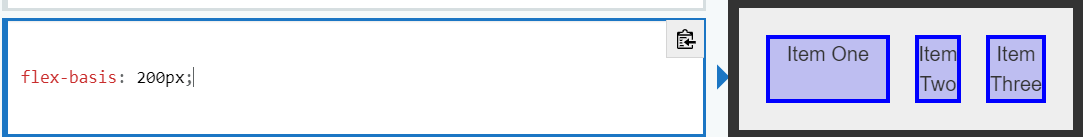 flex-basis: 200px;
Item One
Item
Two
Item
Three